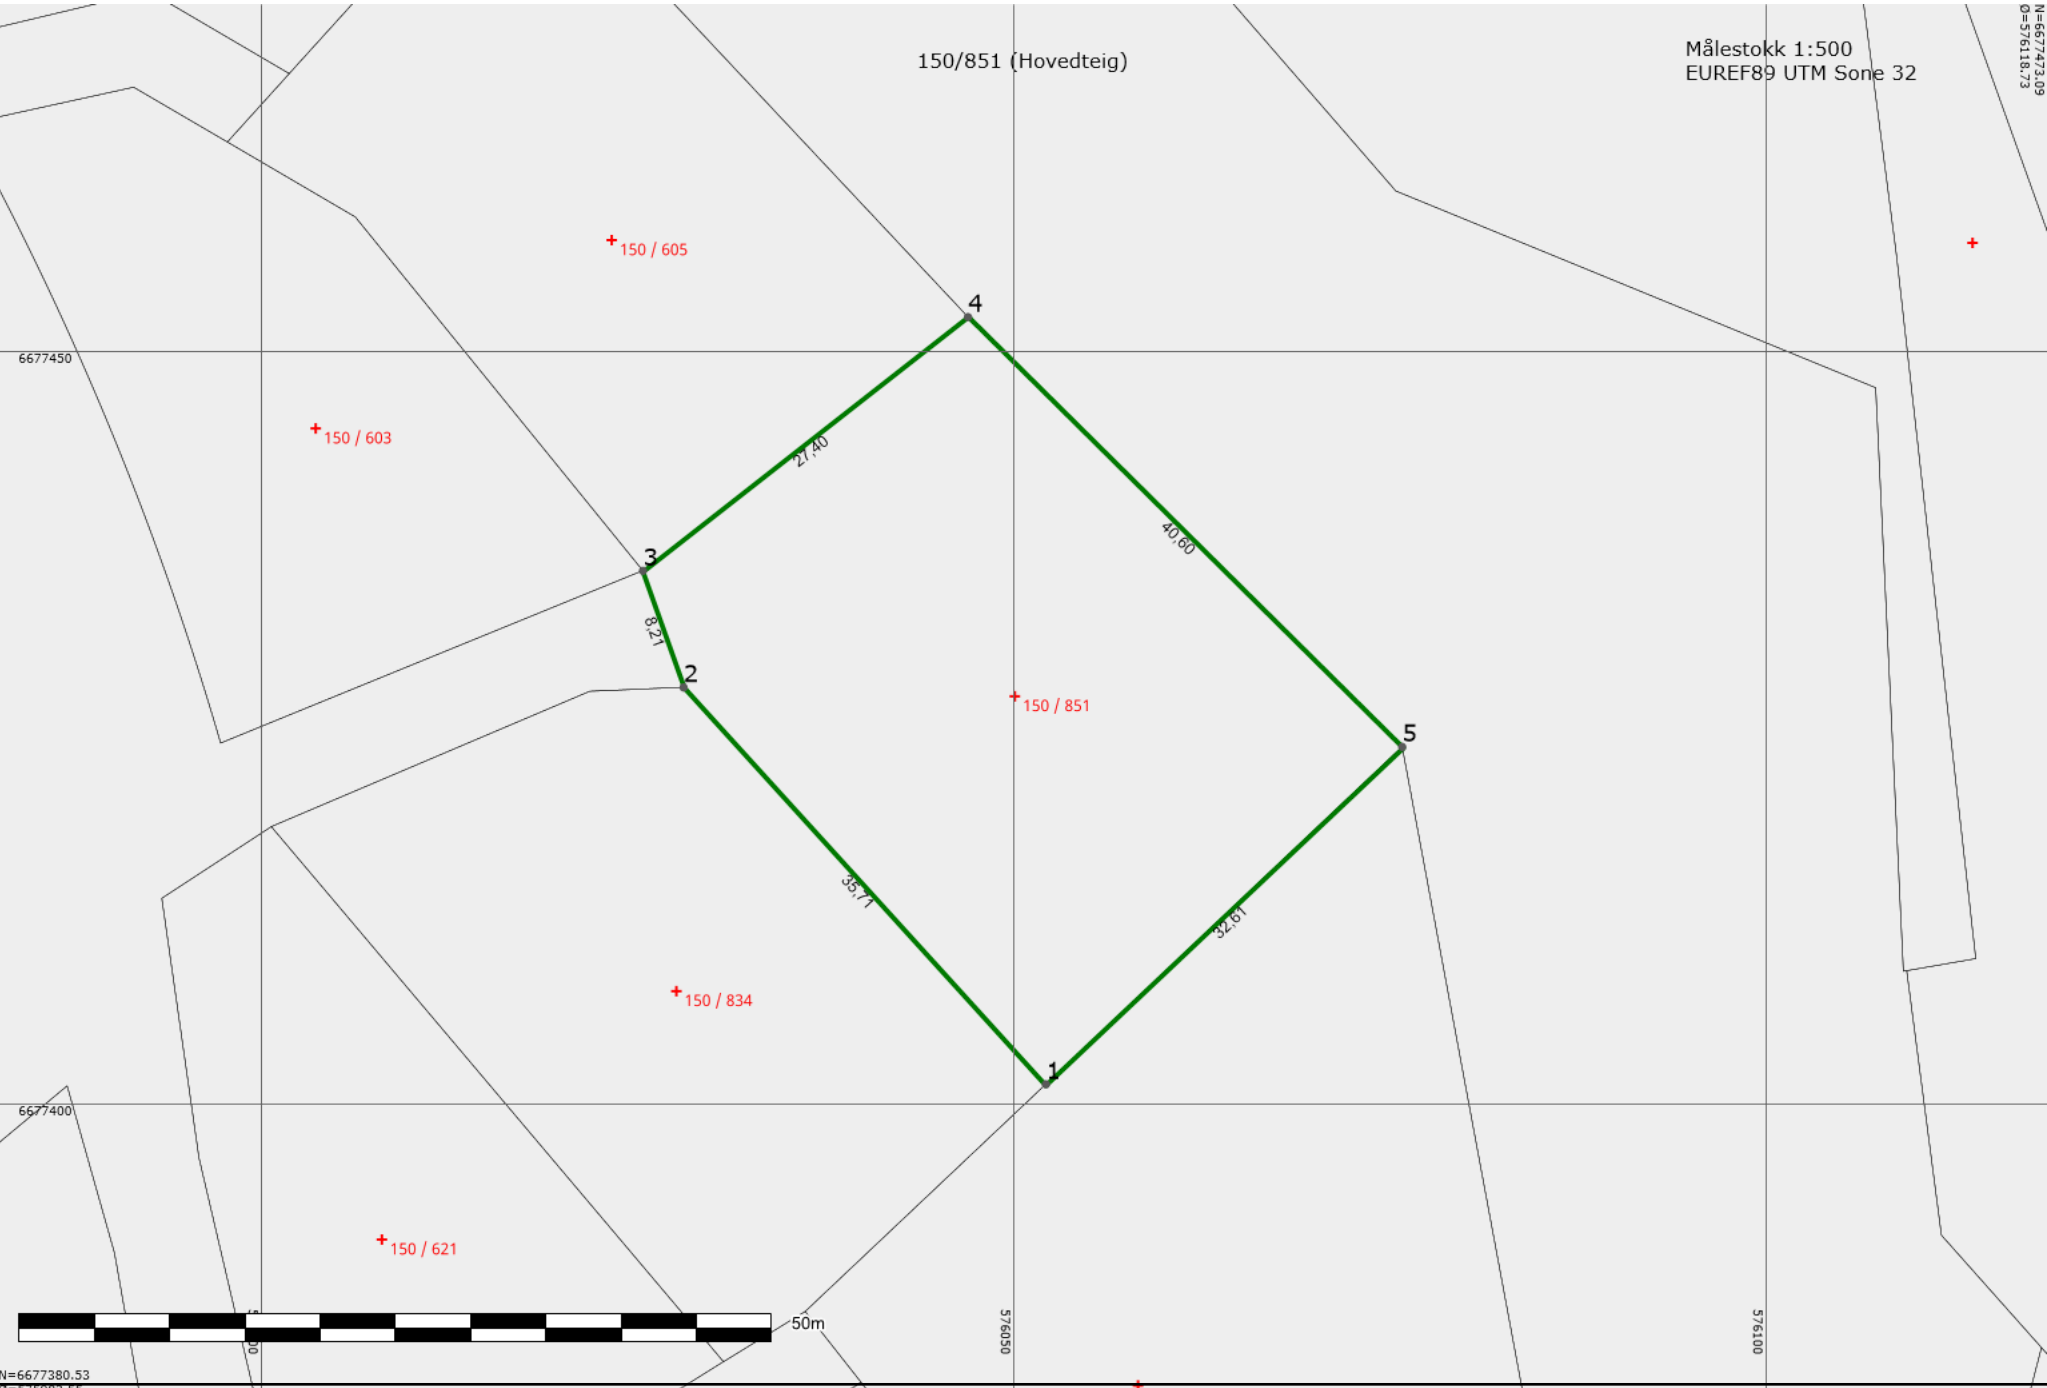 150/851 (Hovedteig)
Målestokk 1:500
EUREF89 UTM Sone 32
N=6677473.09
Ø=576118.73
150 / 605
4
6677450
150 / 603
27,40
40,60
3
8,21
2
150 / 851
5
35,71
32,61
150 / 834
1
6677400
150 / 621
50m
576050
576100
N=6677380.53